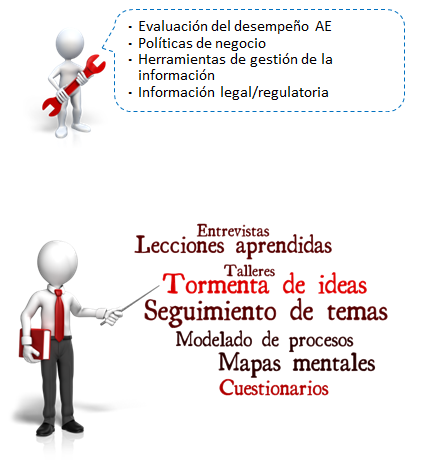 - Evaluación del desempeño AE
- Políticas de negocio
- Herramientas de gestión de la
información
- Información legal/regulatoria
Entrevistas
Lecciones aprendidas
Talleres
Tormenta de ideas
Seguimiento de temas
Modelado de procesos
Mapas mentales
Cuestionarios